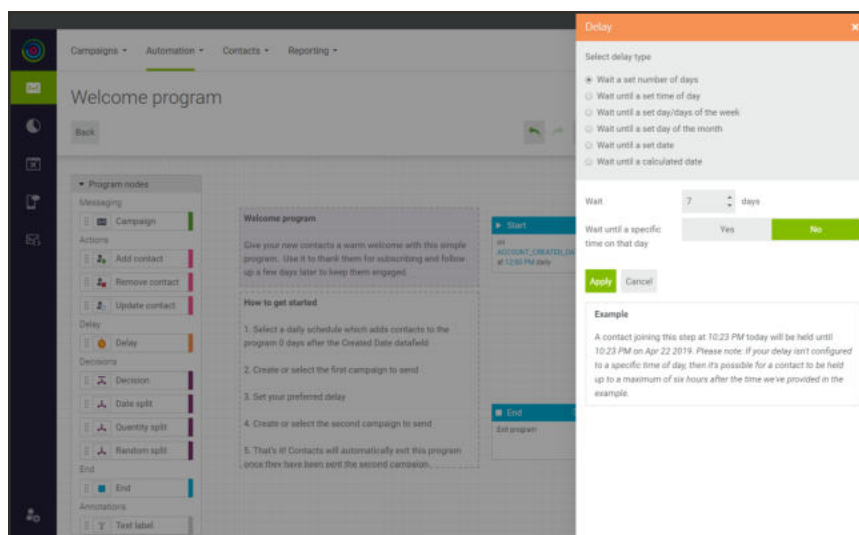 Campaigns
Automation
Contacts
Reporting
Welcome program
Back
Program nodes
Messaging
Campaign
Actions
Add contact
Remove contact
Update contact
Delay
Delay
Decisions
Decision
Date split
Quantity split
Random split
End
End
Annotations
Text label
Welcome program
Give your new contacts a warm welcome with this simple
program. Use it to thank them for subscribing and follow
up a few days later to keep them engaged.
How to get started
1. Select a daily schedule which adds contacts to the
program 0 days after the Created Date datafield
2. Create or select the first campaign to send
3. Set your preferred delay
4. Create or select the second campaign to send
5. That's it! Contacts will automatically exit this program
once they have been sent the second campaign.
Start
on
ACCOUNT_CREATED_DA
at 12:00 PM daily
End
Exit program
Delay
Select delay type
Wait a set number of days
Wait until a set time of day
Wait until a set day/days of the week
Wait until a set day of the month
Wait until a set date
Wait until a calculated date
Wait 7 days
Wait until a specific
time on that day
Yes No
Apply Cancel
Example
A contact joining this step at 10:23 PM today will be held until
10:23 PM on Apr 22 2019. Please note: If your delay isn't configured
to a specific time of day, then it's possible for a contact to be held
up to a maximum of six hours after the time we've provided in the
example.